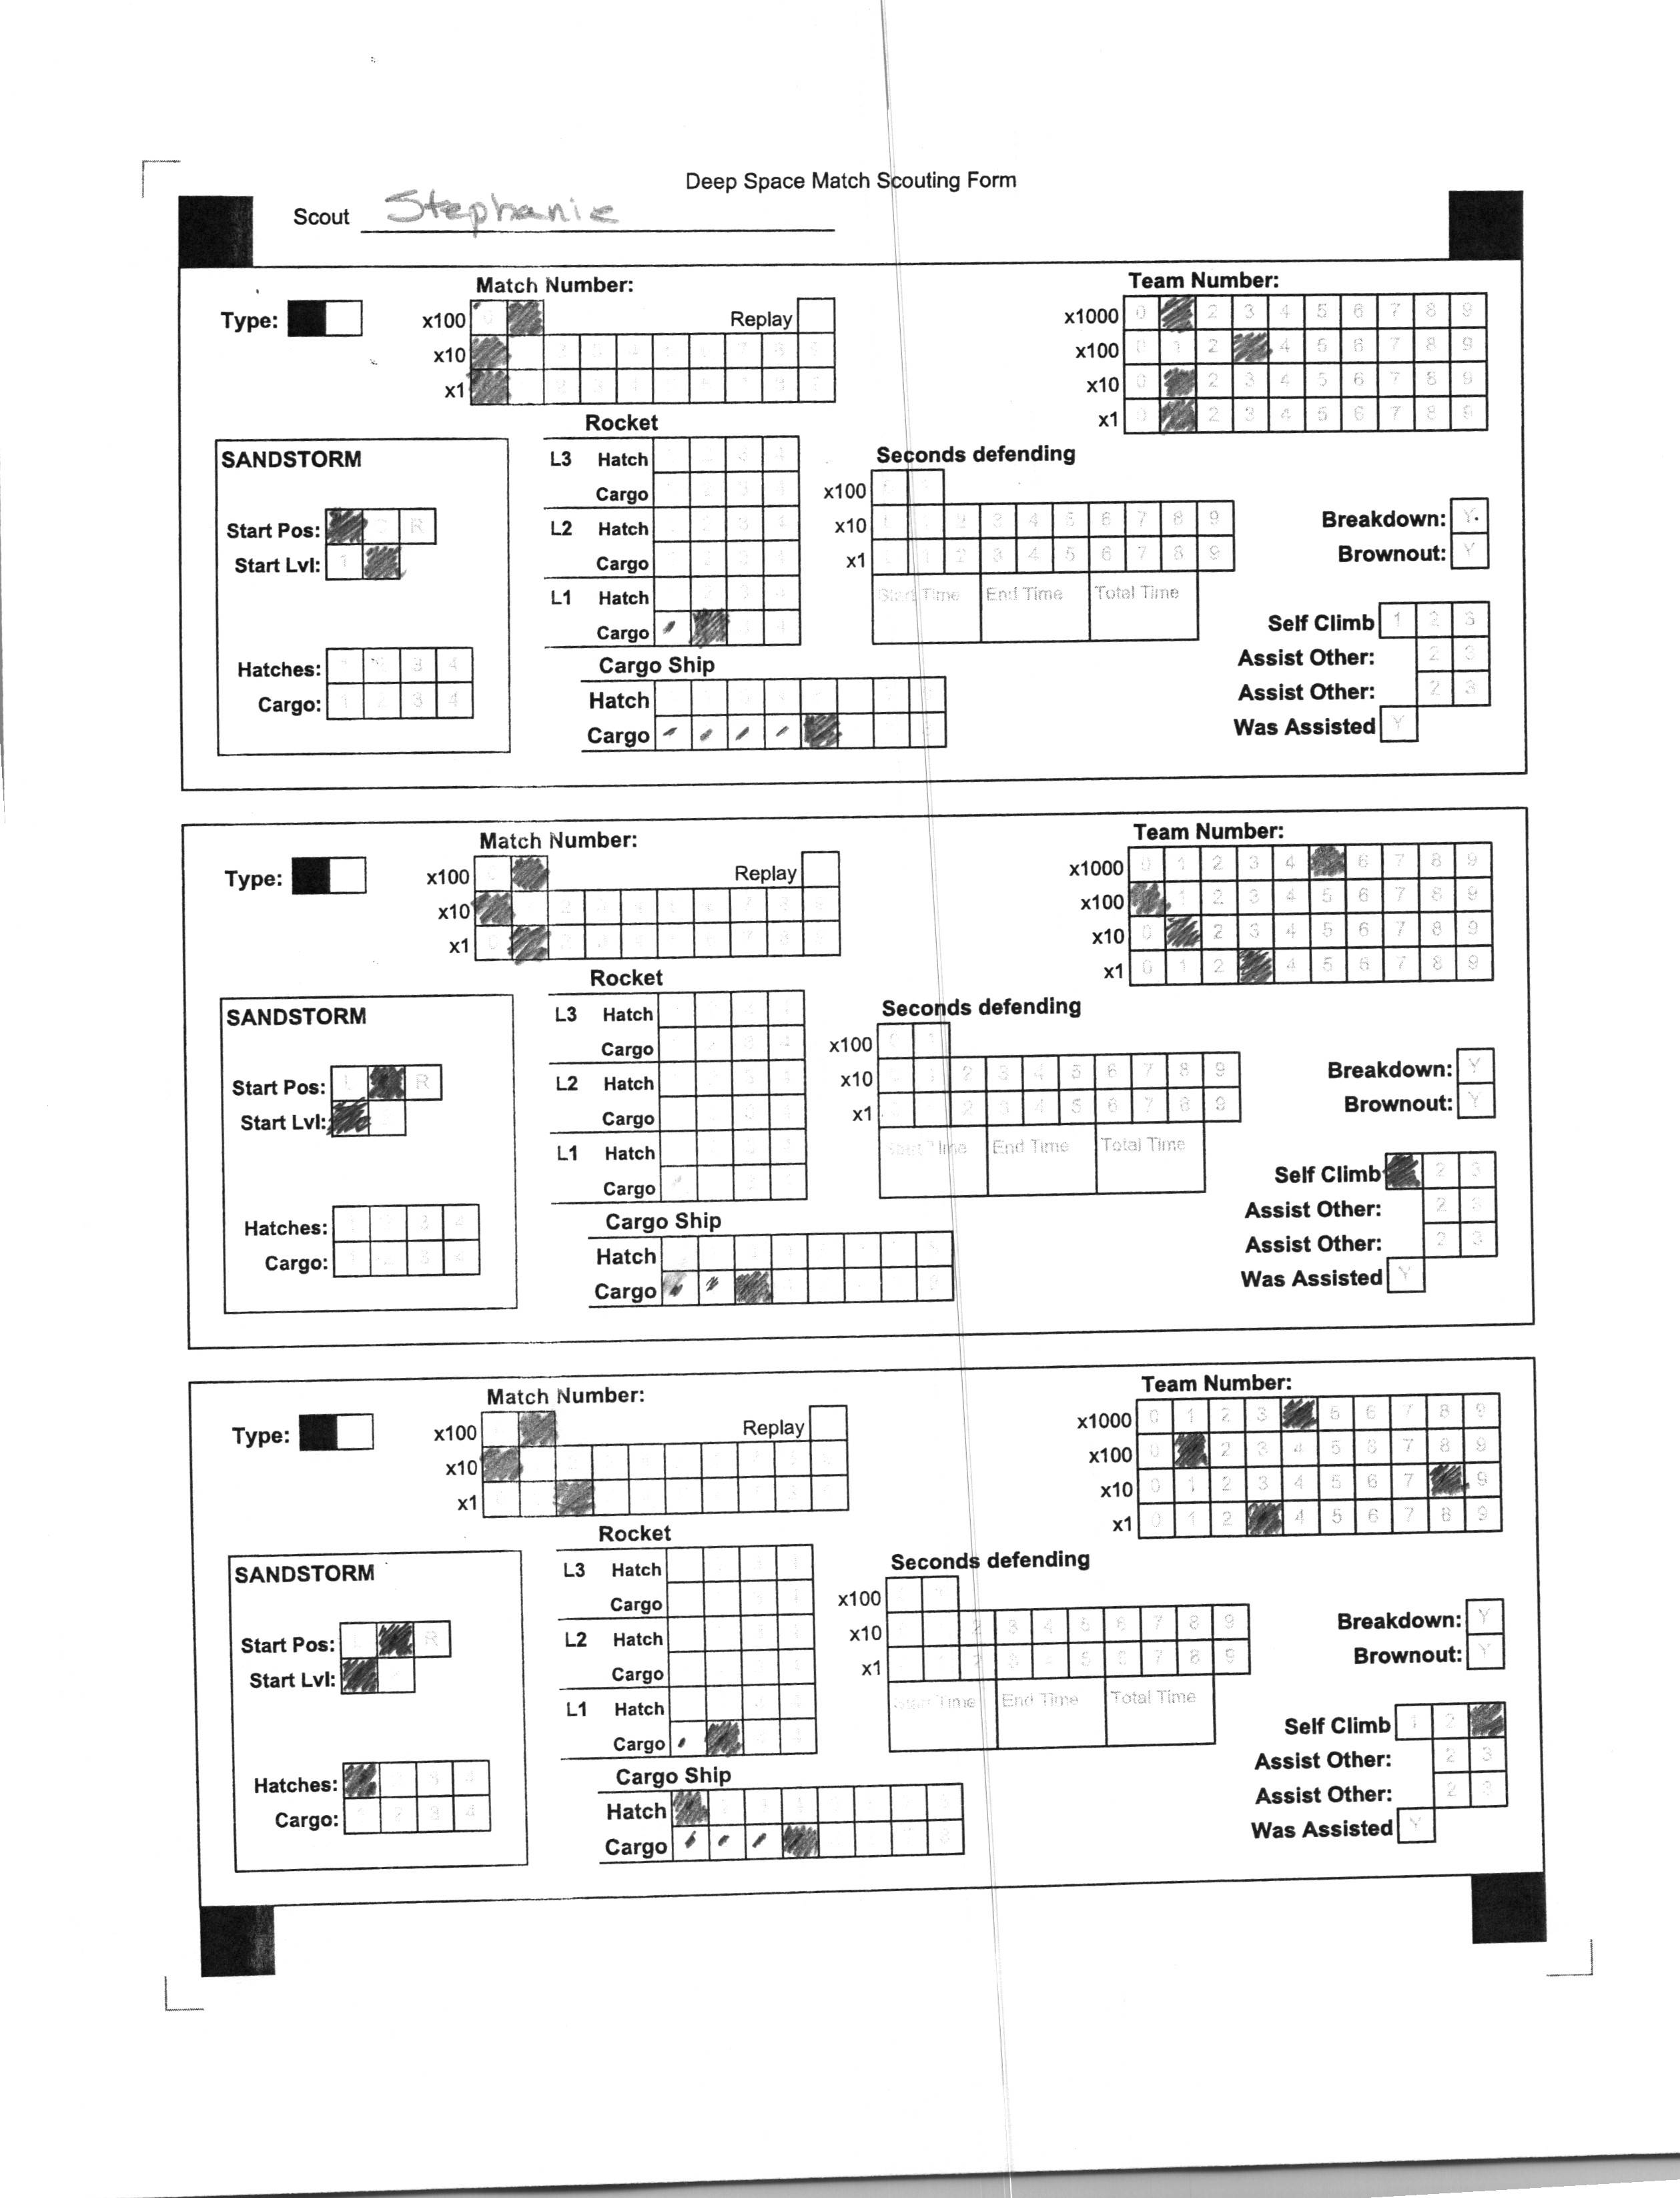 Deep Space Match Scouting Form
Scout Stephanie
Match Number:
Team Number:
Type:
x100 Replay
x10
x1
x1000 0 2 3 4 5 6 7 8 9
x100 0 1 2 4 5 6 7 8 9
x10 0 2 3 4 5 6 7 8 9
x1 0 2 3 4 5 6 7 8 9
Rocket
SANDSTORM
L3 Hatch
Cargo
L2 Hatch
Cargo
L1 Hatch
Cargo
Start Pos: R
Start Lvl: 1
Hatches: 3 4
Cargo: 1 2 3 4
Seconds defending
x100
x10 2 3 4 5 6 7 8 9
x1 1 2 3 4 5 6 7 8 9
Start Time End Time Total Time
Breakdown: Y
Brownout: Y
Self Climb 1 2 3
Assist Other: 2 3
Assist Other: 2 3
Was Assisted Y
Cargo Ship
Hatch
Cargo
Match Number:
Team Number:
Type:
x100 Replay
x10
x1
x1000 0 1 2 3 4 6 7 8 9
x100 1 2 3 4 5 6 7 8 9
x10 0 2 3 4 5 6 7 8 9
x1 0 1 2 4 5 6 7 8 9
Rocket
SANDSTORM
L3 Hatch
Cargo
L2 Hatch
Cargo
L1 Hatch
Cargo
Start Pos: L R
Start Lvl:
Hatches: 3 4
Cargo: 3 4
Seconds defending
x100
x10 2 3 4 5 6 7 8 9
x1 2 3 4 5 6 7 8 9
Start Time End Time Total Time
Breakdown: Y
Brownout: Y
Self Climb 2 3
Assist Other: 2 3
Assist Other: 2 3
Was Assisted Y
Cargo Ship
Hatch
Cargo
Match Number:
Team Number:
Type:
x100 Replay
x10
x1
x1000 0 1 2 3 5 6 7 8 9
x100 0 2 3 4 5 6 7 8 9
x10 0 1 2 3 4 5 6 7 9
x1 0 1 2 4 5 6 7 8 9
Rocket
SANDSTORM
L3 Hatch
Cargo
L2 Hatch
Cargo
L1 Hatch
Cargo
Start Pos: R
Start Lvl:
Hatches: 3 4
Cargo: 1 2 3 4
Seconds defending
x100
x10 2 3 4 5 6 7 8 9
x1 2 3 4 5 6 7 8 9
Start Time End Time Total Time
Breakdown: Y
Brownout: Y
Self Climb 1 2
Assist Other: 2 3
Assist Other: 2 3
Was Assisted Y
Cargo Ship
Hatch
Cargo